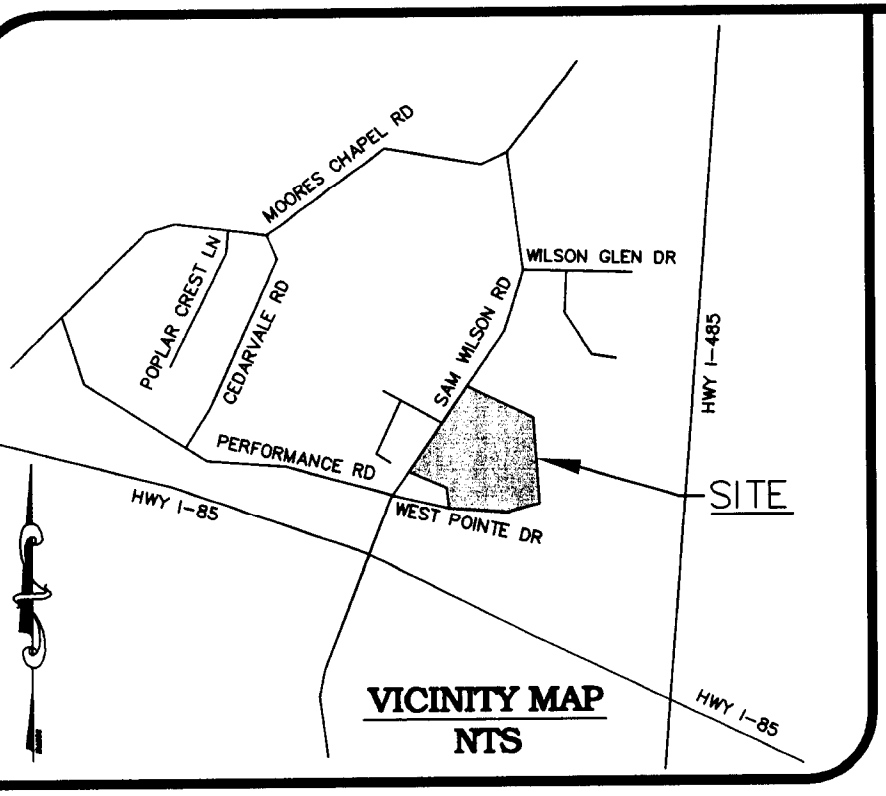 MOORES CHAPEL RD
WILSON GLEN DR
POPLAR CREST LN
CEDARVALE RD
SAM WILSON RD
HWY I-485
PERFORMANCE RD
HWY I-85
WEST POINTE DR
SITE
VICINITY MAP
NTS
HWY I-85